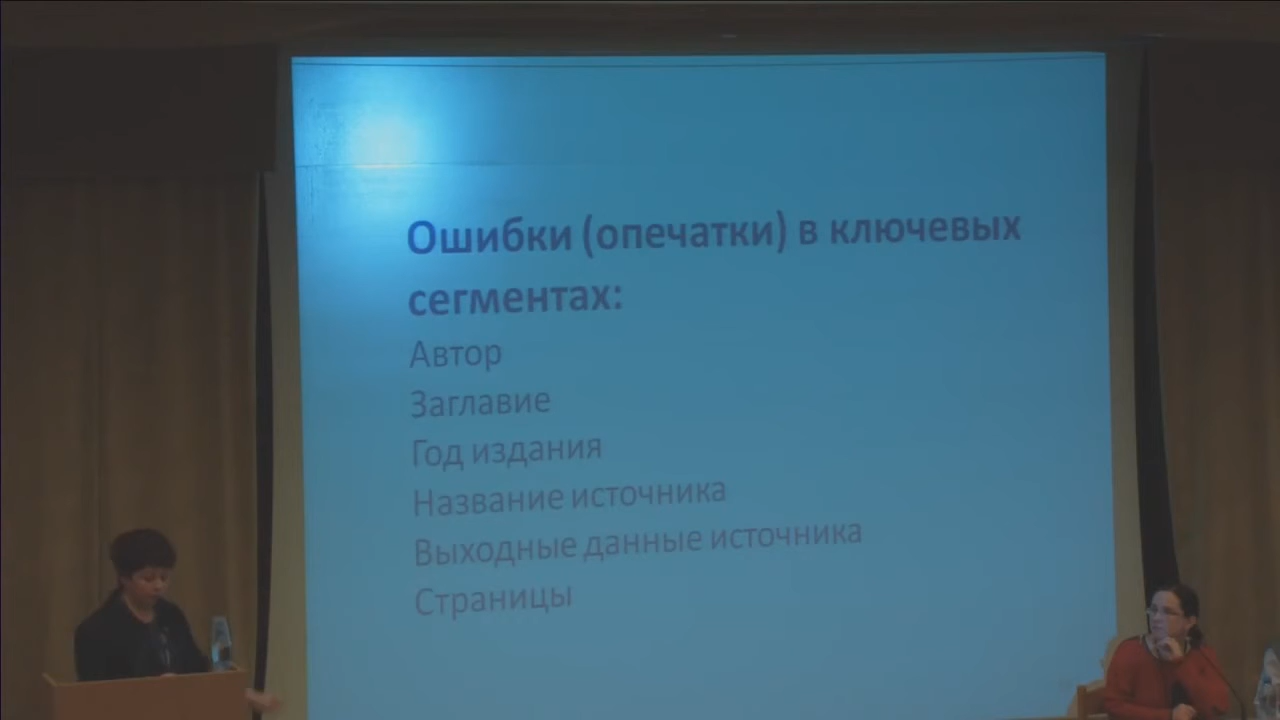 Ошибки (опечатки) в ключевых
сегментах:
Автор
Заглавие
Год издания
Название источника
Выходные данные источника
Страницы